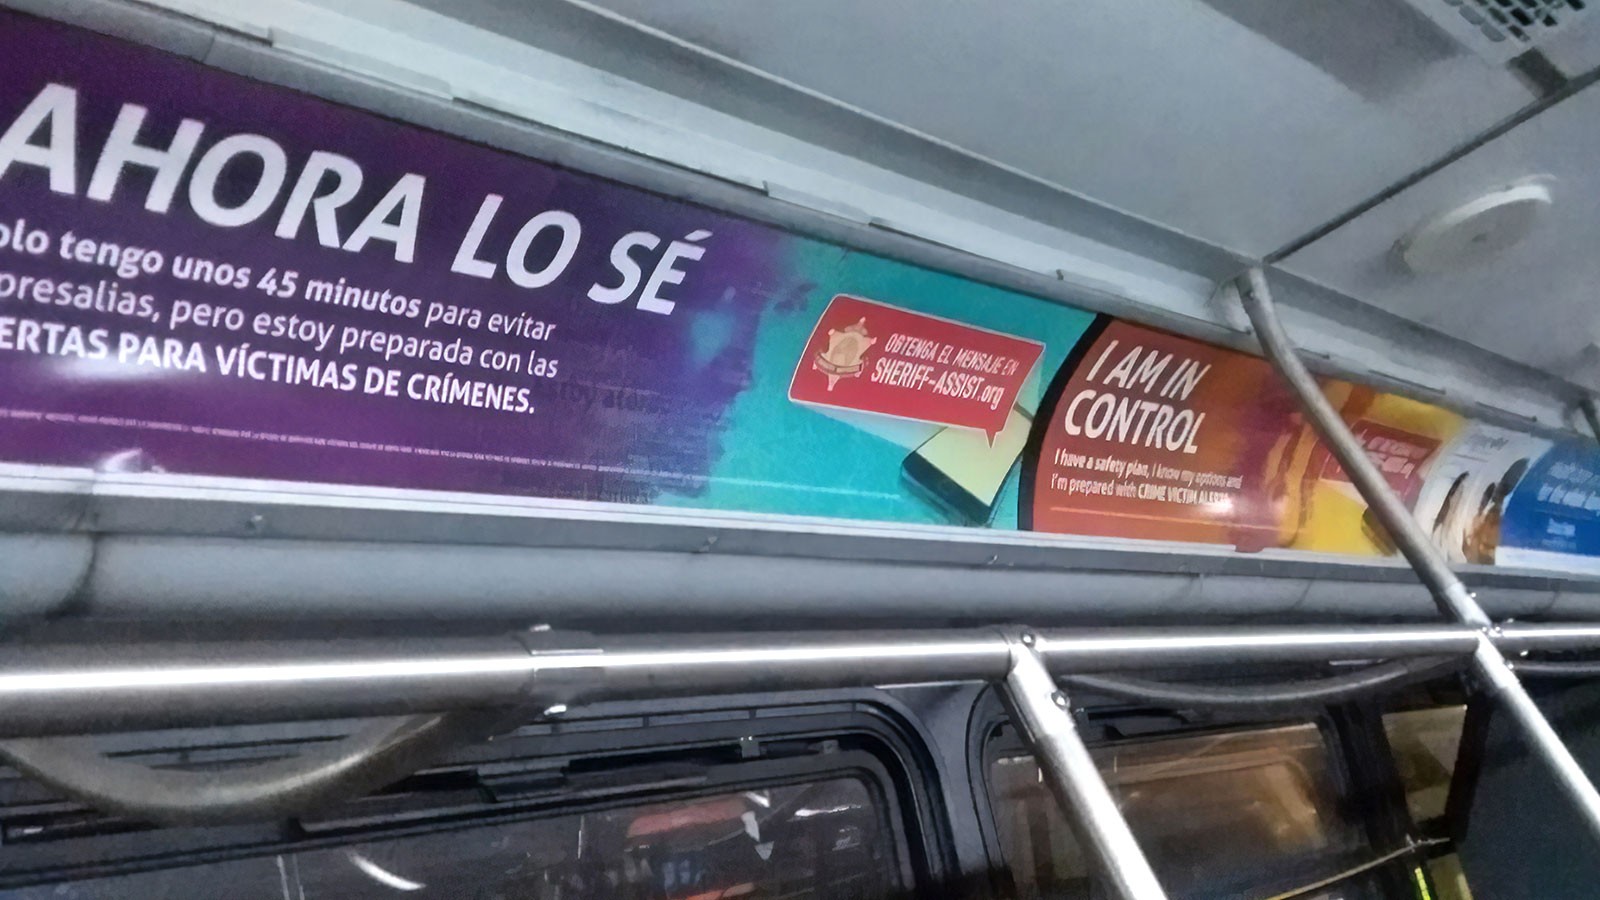 AHORA LO SÉ
olo tengo unos 45 minutos para evitar
presalias, pero estoy preparada con las
ERTAS PARA VÍCTIMAS DE CRÍMENES.
OBTENGA EL MENSAJE EN
SHERIFF-ASSIST.org
I AM IN
CONTROL
I have a safety plan, I know my options and
I'm prepared with CRIME VICTIM ALERTS.